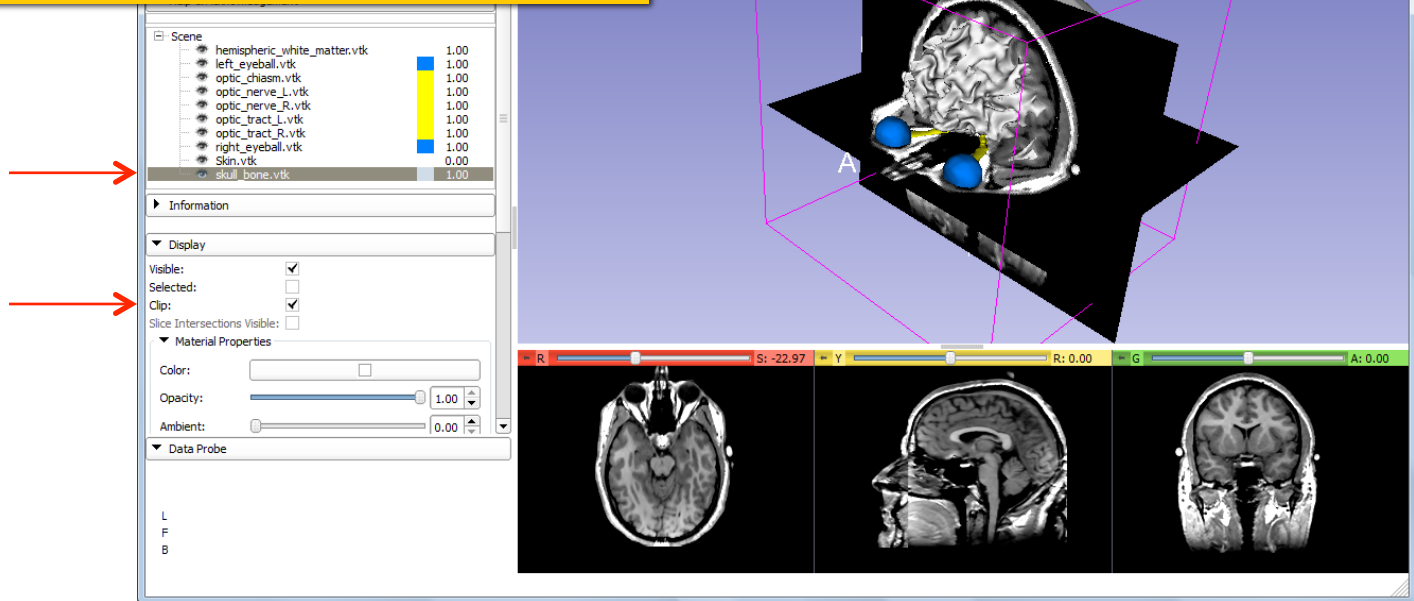 Scene
hemispheric_white_matter.vtk 1.00
left_eyeball.vtk 1.00
optic_chiasm.vtk 1.00
optic_nerve_L.vtk 1.00
optic_nerve_R.vtk 1.00
optic_tract_L.vtk 1.00
optic_tract_R.vtk 1.00
right_eyeball.vtk 1.00
Skin.vtk 0.00
skull_bone.vtk 1.00
Information
Display
Visible:
Selected:
Clip:
Slice Intersections Visible:
Material Properties
Color:
Opacity: 1.00
Ambient: 0.00
Data Probe
L
F
B
A
R S: -22.97
Y R: 0.00
G A: 0.00